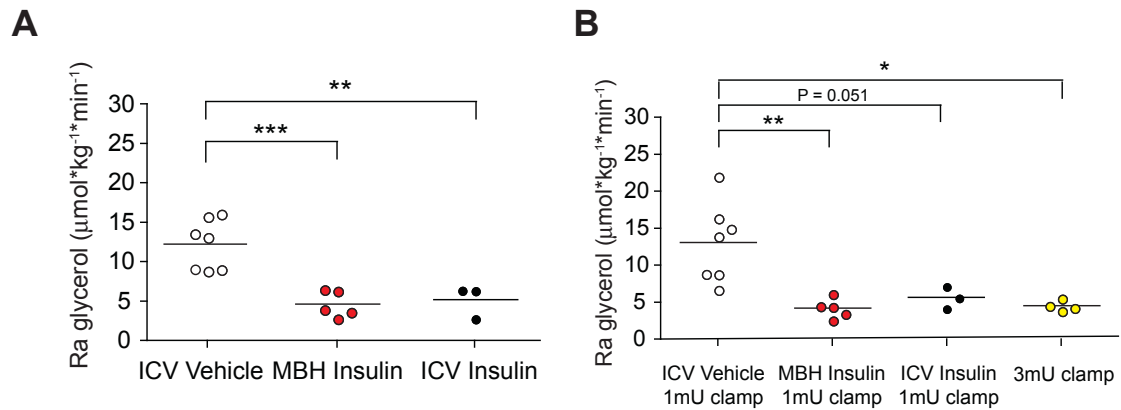 A
Ra glycerol (μmol*kg-1*min-1)
30
25
20
15
10
5
0
**
***
ICV Vehicle MBH Insulin ICV Insulin
B
Ra glycerol (μmol*kg-1*min-1)
30
25
20
15
10
5
0
*
P = 0.051
**
ICV Vehicle MBH Insulin ICV Insulin 3mU clamp
1mU clamp 1mU clamp 1mU clamp